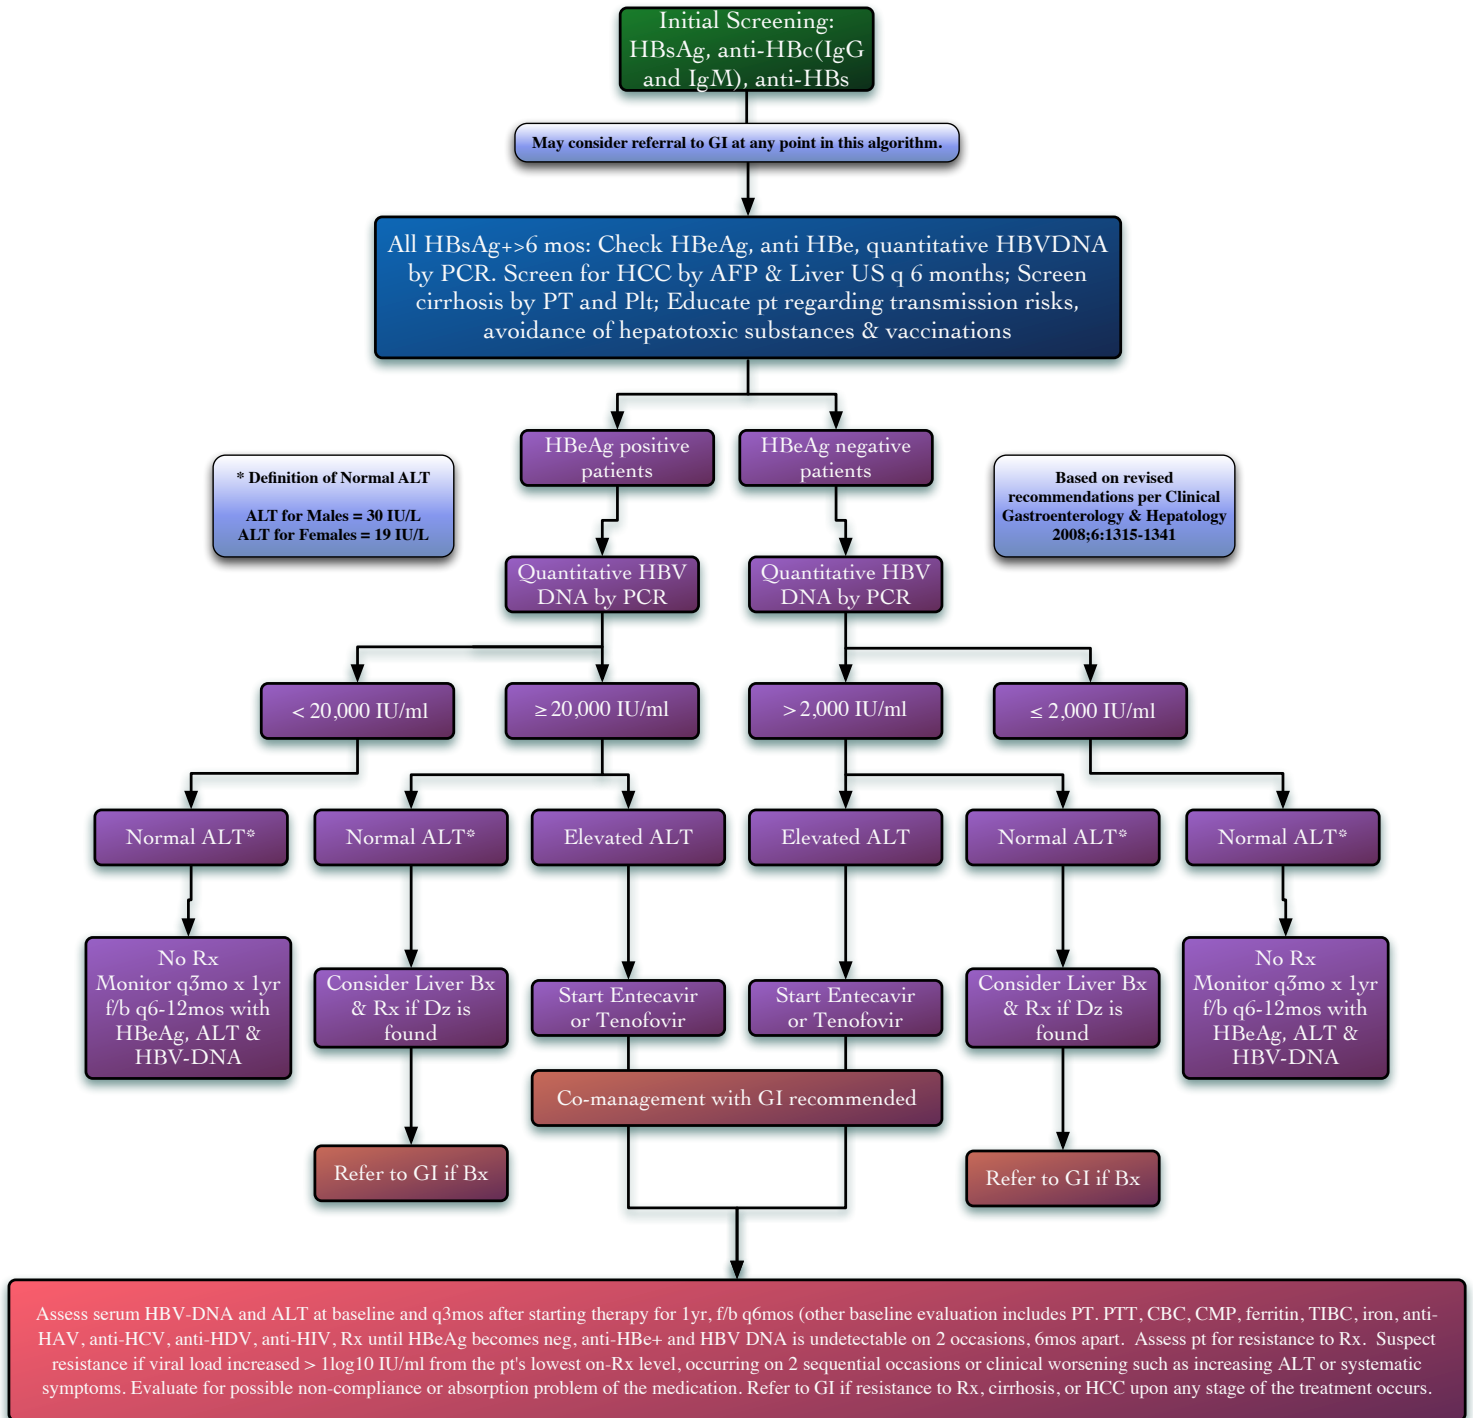 Initial Screening:
HBsAg, anti-HBc(IgG
and IgM), anti-HBs
May consider referral to GI at any point in this algorithm.
All HBsAg+>6 mos: Check HBeAg, anti HBe, quantitative HBVDNA
by PCR. Screen for HCC by AFP & Liver US q 6 months; Screen
cirrhosis by PT and Plt; Educate pt regarding transmission risks,
avoidance of hepatotoxic substances & vaccinations
HBeAg positive
patients
HBeAg negative
patients
* Definition of Normal ALT
ALT for Males = 30 IU/L
ALT for Females = 19 IU/L
Based on revised
recommendations per Clinical
Gastroenterology & Hepatology
2008;6:1315-1341
Quantitative HBV
DNA by PCR
Quantitative HBV
DNA by PCR
< 20,000 IU/ml
≥ 20,000 IU/ml
> 2,000 IU/ml
≤ 2,000 IU/ml
Normal ALT*
Normal ALT*
Elevated ALT
Elevated ALT
Normal ALT*
Normal ALT*
No Rx
Monitor q3mo x 1yr
f/b q6-12mos with
HBeAg, ALT &
HBV-DNA
Consider Liver Bx
& Rx if Dz is
found
Start Entecavir
or Tenofovir
Start Entecavir
or Tenofovir
Consider Liver Bx
& Rx if Dz is
found
No Rx
Monitor q3mo x 1yr
f/b q6-12mos with
HBeAg, ALT &
HBV-DNA
Co-management with GI recommended
Refer to GI if Bx
Refer to GI if Bx
Assess serum HBV-DNA and ALT at baseline and q3mos after starting therapy for 1yr, f/b q6mos (other baseline evaluation includes PT. PTT, CBC, CMP, ferritin, TIBC, iron, anti-
HAV, anti-HCV, anti-HDV, anti-HIV, Rx until HBeAg becomes neg, anti-HBe+ and HBV DNA is undetectable on 2 occasions, 6mos apart. Assess pt for resistance to Rx. Suspect
resistance if viral load increased > 1log10 IU/ml from the pt's lowest on-Rx level, occurring on 2 sequential occasions or clinical worsening such as increasing ALT or systematic
symptoms. Evaluate for possible non-compliance or absorption problem of the medication. Refer to GI if resistance to Rx, cirrhosis, or HCC upon any stage of the treatment occurs.